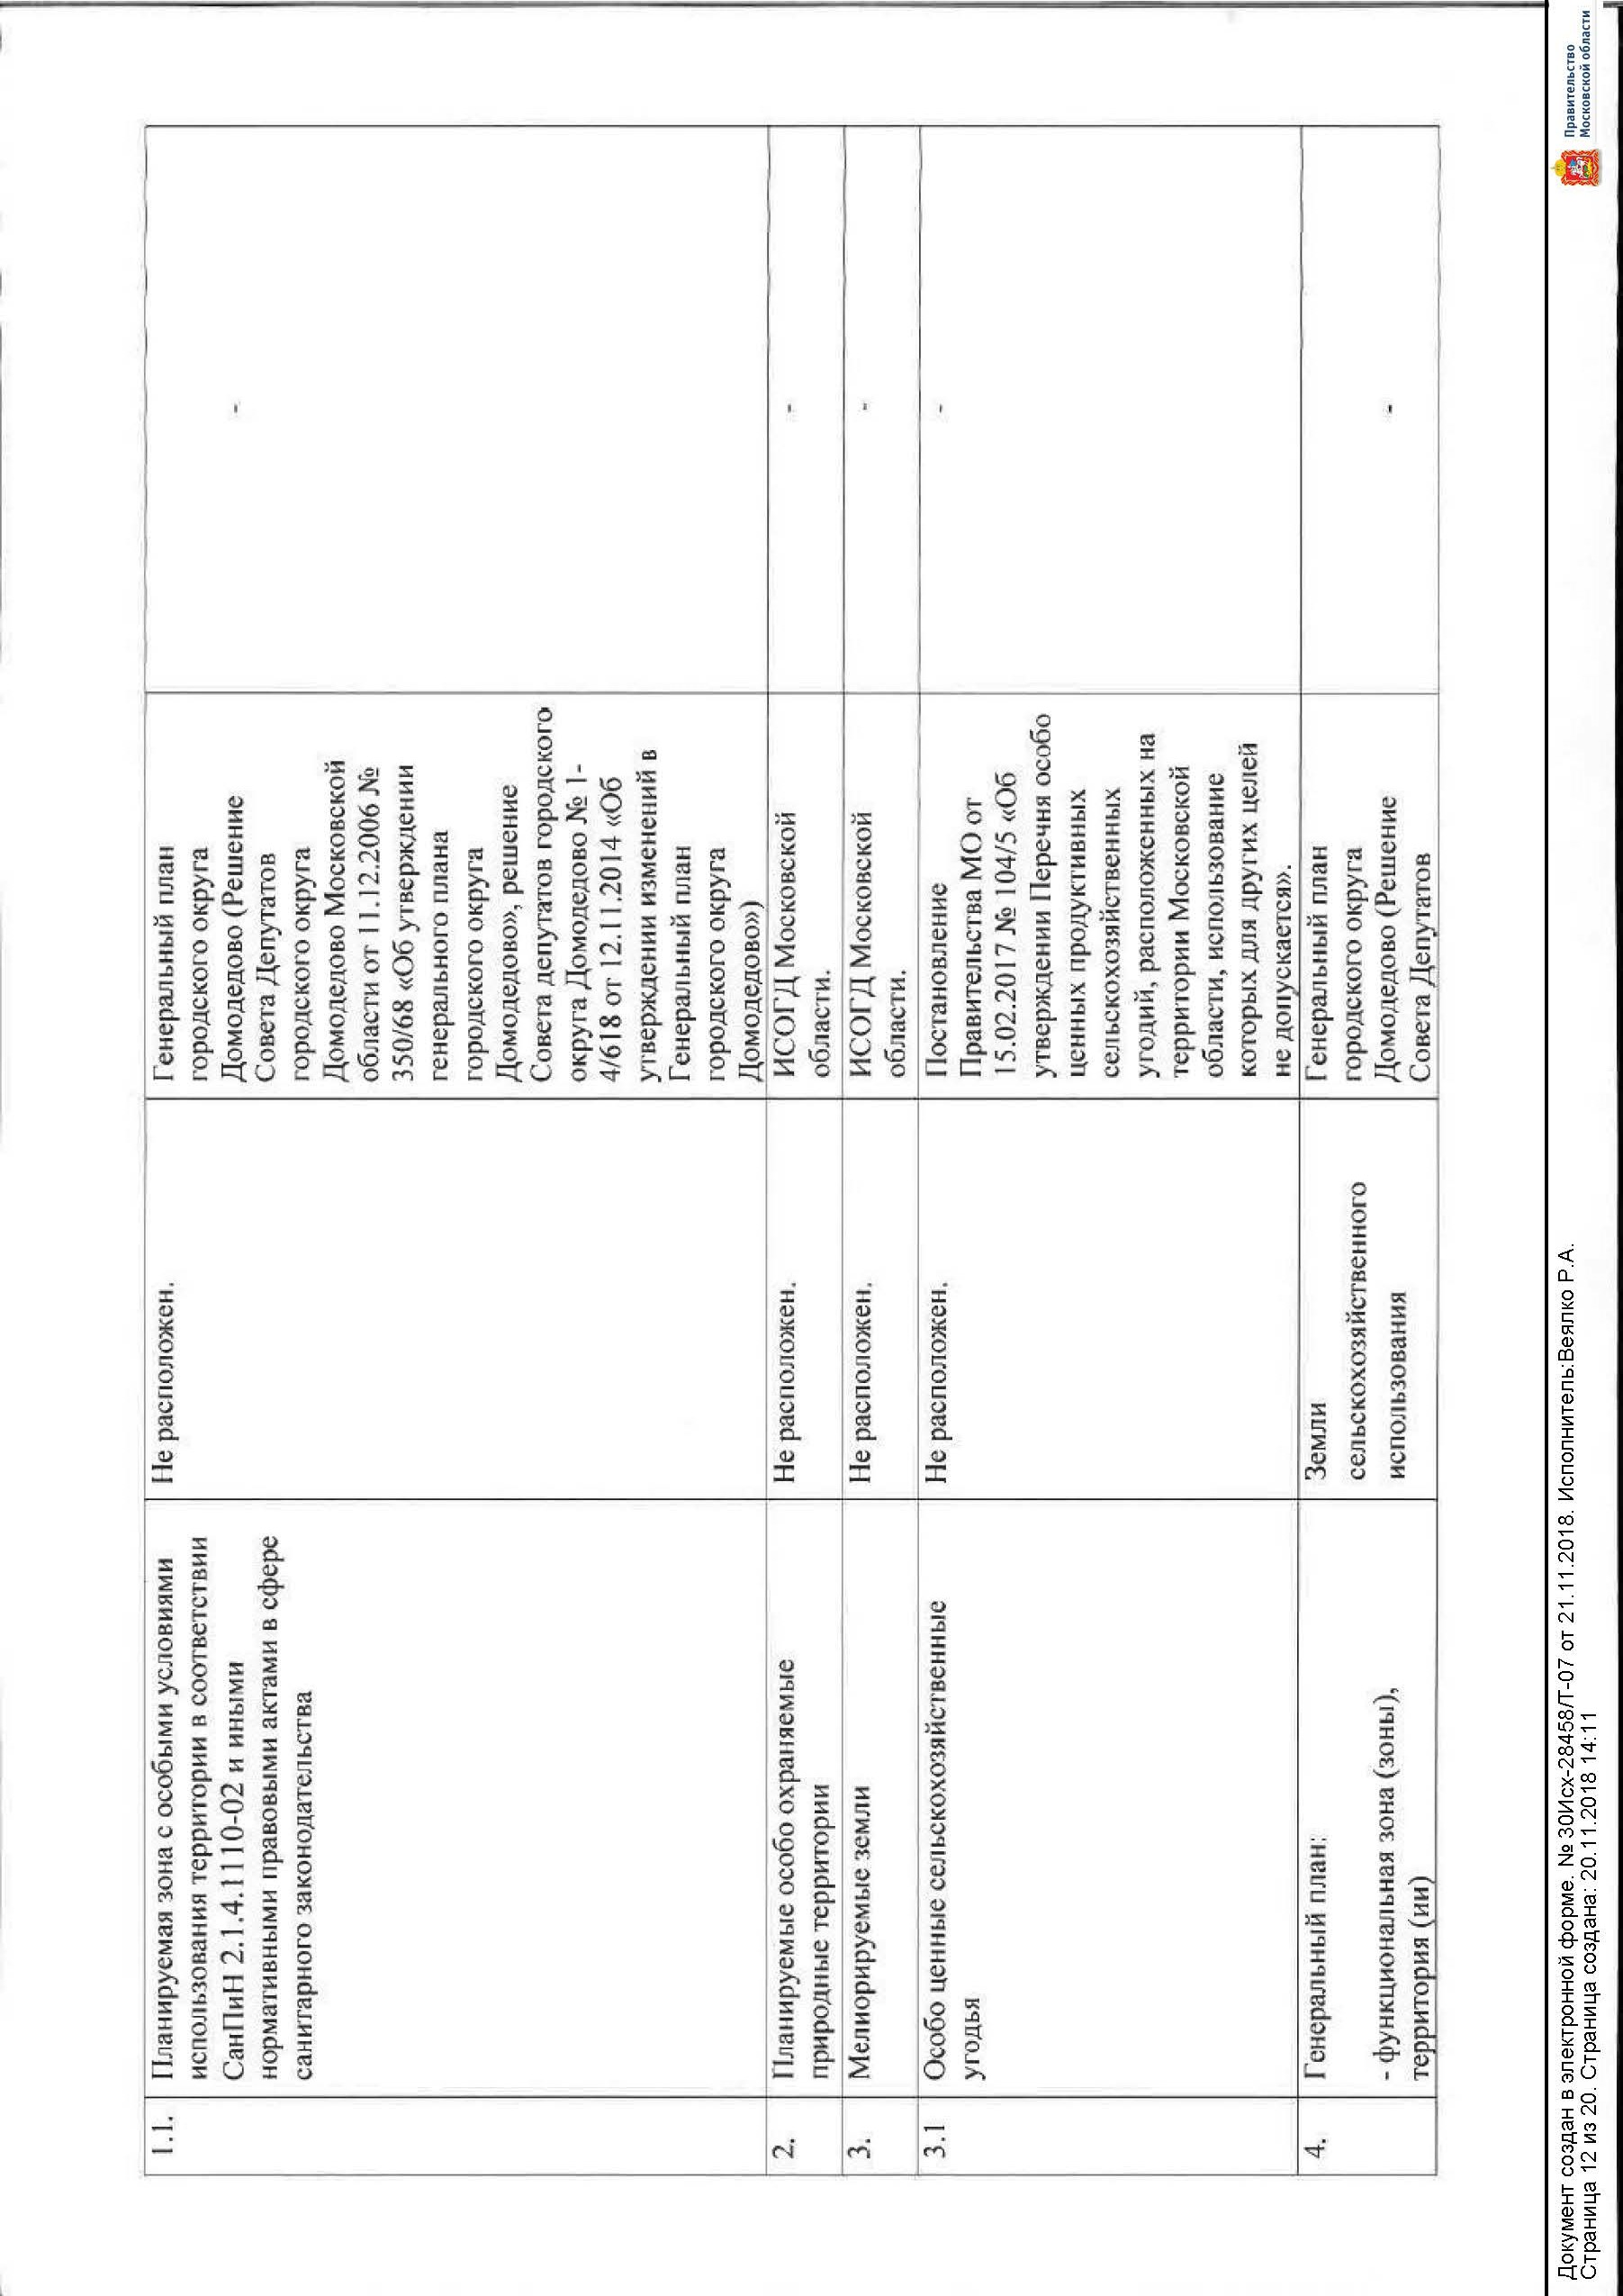 1.1.
Планируемая зона с особыми условиями
использования территории в соответствии
СанПиН 2.1.4.1110-02 и иными
нормативными правовыми актами в сфере
санитарного законодательства
Не расположен.
Генеральный план
городского округа
Домодедово (Решение
Совета Депутатов
городского округа
Домодедово Московской
области от 11.12.2006 №
350/68 «Об утверждении
генерального плана
городского округа
Домодедово», решение
Совета депутатов городского
округа Домодедово № 1-
4/618 от 12.11.2014 «Об
утверждении изменений в
Генеральный план
городского округа
Домодедово»)
-
2.
Планируемые особо охраняемые
природные территории
Не расположен.
ИСОГД Московской
области.
-
3.
Мелиорируемые земли
Не расположен.
ИСОГД Московской
области.
-
3.1
Особо ценные сельскохозяйственные
угодья
Не расположен.
Постановление
Правительства МО от
15.02.2017 № 104/5 «Об
утверждении Перечня особо
ценных продуктивных
сельскохозяйственных
угодий, расположенных на
территории Московской
области, использование
которых для других целей
не допускается».
-
4.
Генеральный план:
- функциональная зона (зоны),
территория (ии)
Земли
сельскохозяйственного
использования
Генеральный план
городского округа
Домодедово (Решение
Совета Депутатов
-
Документ создан в электронной форме. № 30Исх-28458/Т-07 от 21.11.2018. Исполнитель:Веялко Р.А.
Страница 12 из 20. Страница создана: 20.11.2018 14:11
Правительство
Московской области